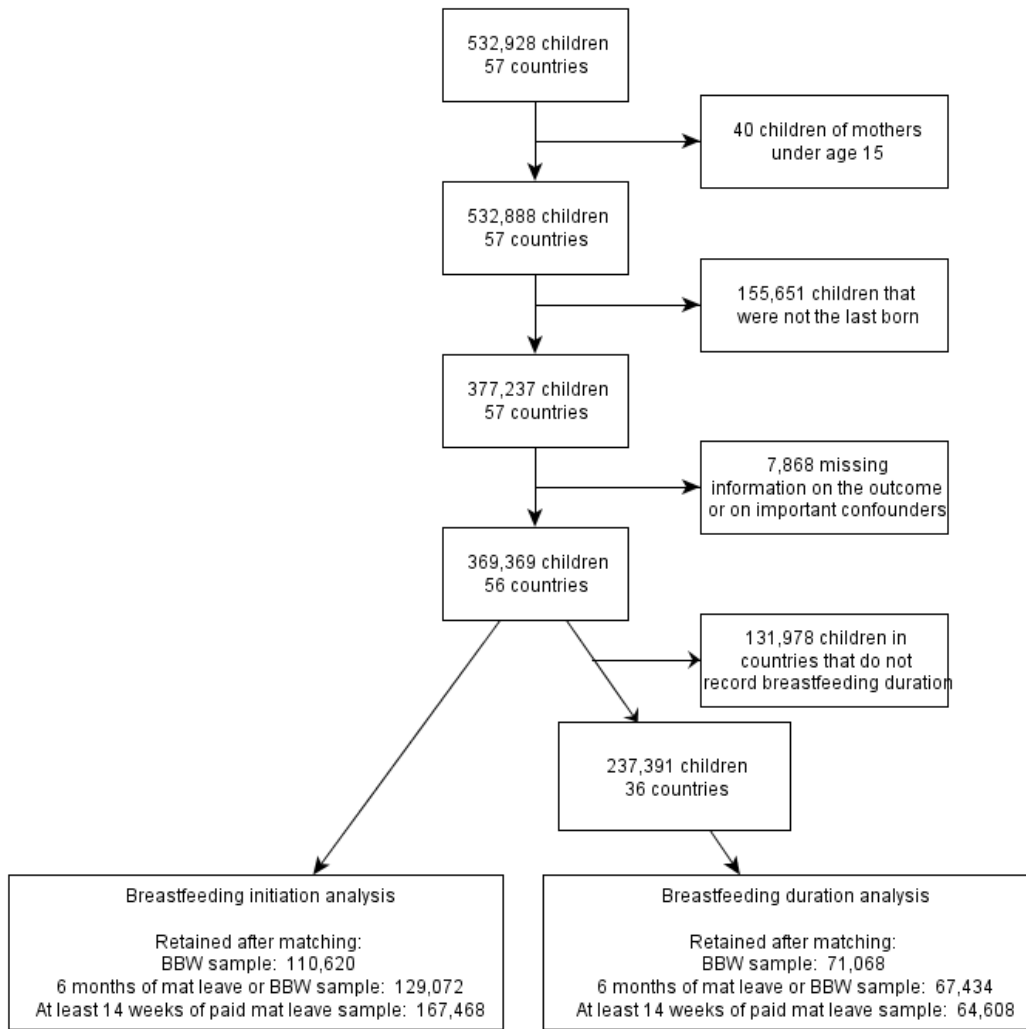 532,928 children
57 countries
40 children of mothers
under age 15
532,888 children
57 countries
155,651 children that
were not the last born
377,237 children
57 countries
7,868 missing
information on the outcome
or on important confounders
369,369 children
56 countries
131,978 children in
countries that do not
record breastfeeding duration
237,391 children
36 countries
Breastfeeding initiation analysis
Retained after matching:
BBW sample: 110,620
6 months of mat leave or BBW sample: 129,072
At least 14 weeks of paid mat leave sample: 167,468
Breastfeeding duration analysis
Retained after matching:
BBW sample: 71,068
6 months of mat leave or BBW sample: 67,434
At least 14 weeks of paid mat leave sample: 64,608